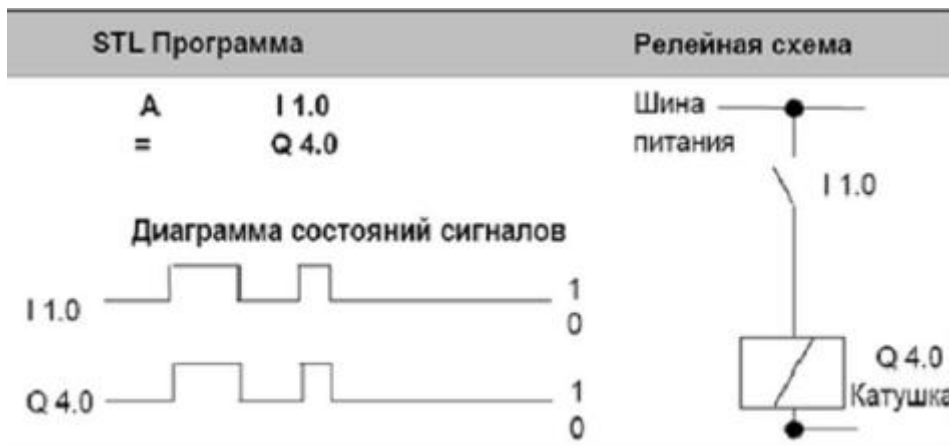 STL Программа
Релейная схема
A I 1.0
= Q 4.0
Шина
питания
I 1.0
Диаграмма состояний сигналов
I 1.0
1
0
Q 4.0
1
0
Q 4.0
Катушка